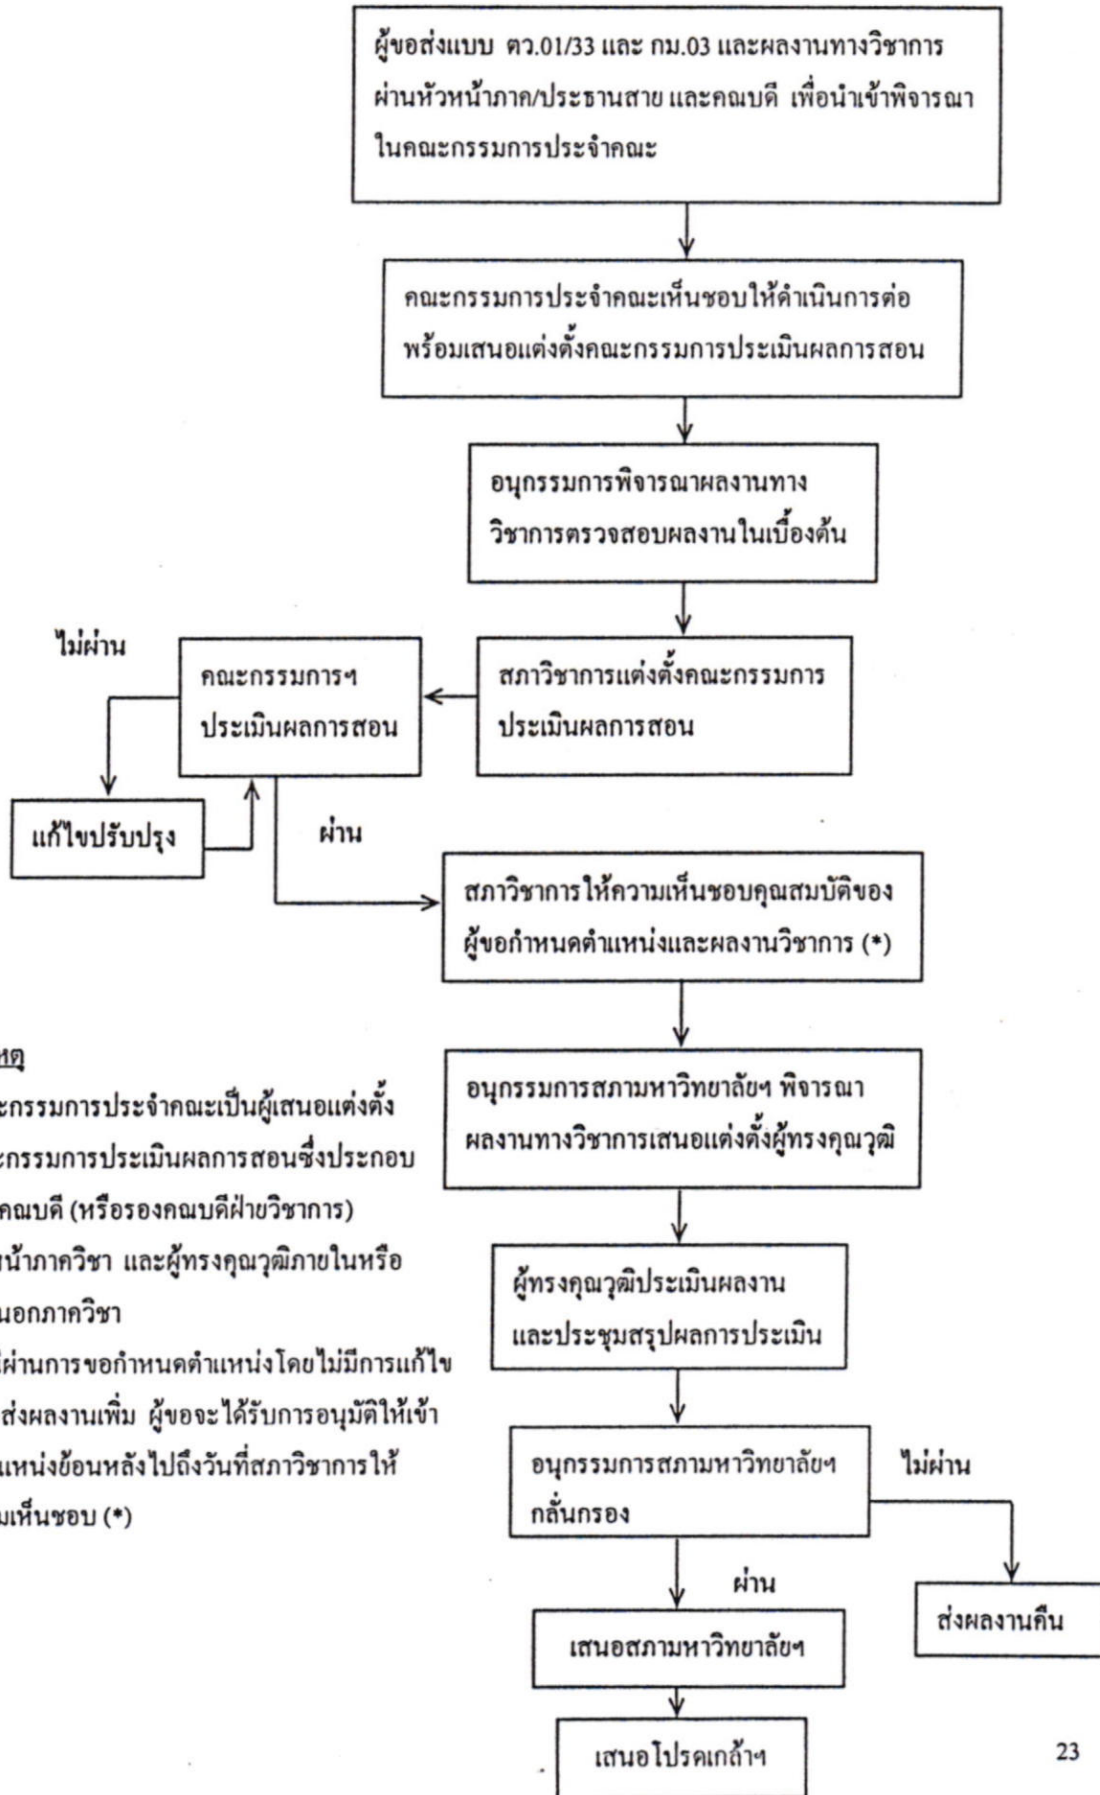 ผู้ขอส่งแบบ ตว.01/33 และ กม.03 และผลงานทางวิชาการ
ผ่านหัวหน้าภาค/ประธานสาย และคณบดี เพื่อนำเข้าพิจารณา
ในคณะกรรมการประจำคณะ
คณะกรรมการประจำคณะเห็นชอบให้ดำเนินการต่อ
พร้อมเสนอแต่งตั้งคณะกรรมการประเมินผลการสอน
อนุกรรมการพิจารณาผลงานทาง
วิชาการตรวจสอบผลงานในเบื้องต้น
ไม่ผ่าน
คณะกรรมการฯ
ประเมินผลการสอน
สภาวิชาการแต่งตั้งคณะกรรมการ
ประเมินผลการสอน
แก้ไขปรับปรุง
ผ่าน
สภาวิชาการให้ความเห็นชอบคุณสมบัติของ
ผู้ขอกำหนดตำแหน่งและผลงานวิชาการ (*)
หตุ
ะกรรมการประจำคณะเป็นผู้เสนอแต่งตั้ง
ะกรรมการประเมินผลการสอนซึ่งประกอบ
คณบดี (หรือรองคณบดีฝ่ายวิชาการ)
น้าภาควิชา และผู้ทรงคุณวุฒิภายในหรือ
นอกภาควิชา
ผ่านการขอกำหนดตำแหน่งโดยไม่มีการแก้ไข
ส่งผลงานเพิ่ม ผู้ขอจะได้รับการอนุมัติให้เข้า
แหน่งย้อนหลังไปถึงวันที่สภาวิชาการให้
มเห็นชอบ (*)
อนุกรรมการสภามหาวิทยาลัยฯ พิจารณา
ผลงานทางวิชาการเสนอแต่งตั้งผู้ทรงคุณวุฒิ
ผู้ทรงคุณวุฒิประเมินผลงาน
และประชุมสรุปผลการประเมิน
อนุกรรมการสภามหาวิทยาลัยฯ
กลั่นกรอง
ไม่ผ่าน
ผ่าน
ส่งผลงานคืน
เสนอสภามหาวิทยาลัยฯ
เสนอโปรดเกล้าฯ
23